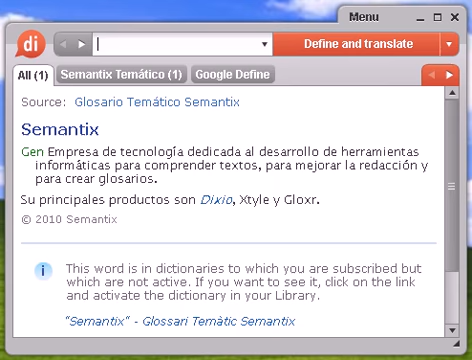 Menu
di
Define and translate
All (1)
Semantix Temático (1)
Google Define
Source: Glosario Temático Semantix
Semantix
Gen Empresa de tecnología dedicada al desarrollo de herramientas
informáticas para comprender textos, para mejorar la redacción y
para crear glosarios.
Su principales productos son Dixio, Xtyle y Gloxr.
© 2010 Semantix
i
This word is in dictionaries to which you are subscribed but
which are not active. If you want to see it, click on the link
and activate the dictionary in your Library.
"Semantix" - Glossari Temàtic Semantix